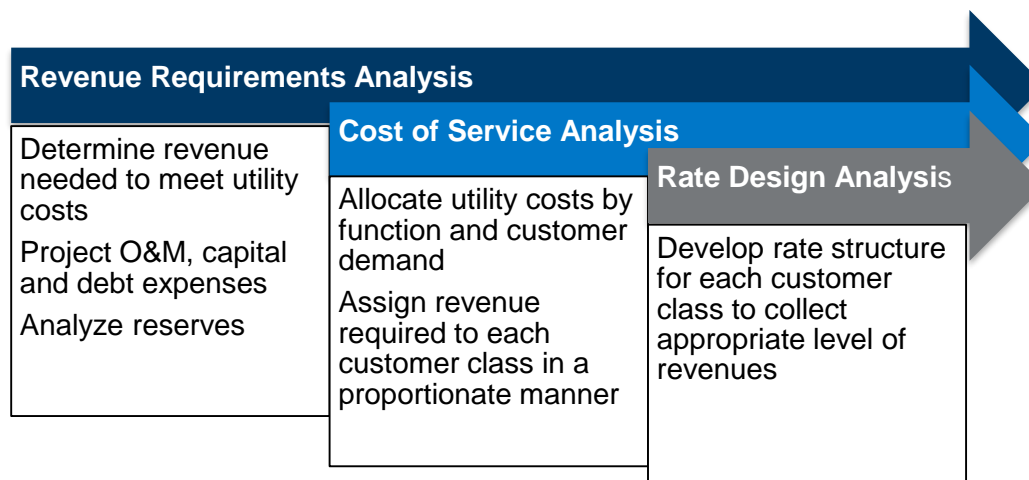 Revenue Requirements Analysis
Determine revenue
needed to meet utility
costs
Project O&M, capital
and debt expenses
Analyze reserves
Cost of Service Analysis
Allocate utility costs by
function and customer
demand
Assign revenue
required to each
customer class in a
proportionate manner
Rate Design Analysis
Develop rate structure
for each customer
class to collect
appropriate level of
revenues